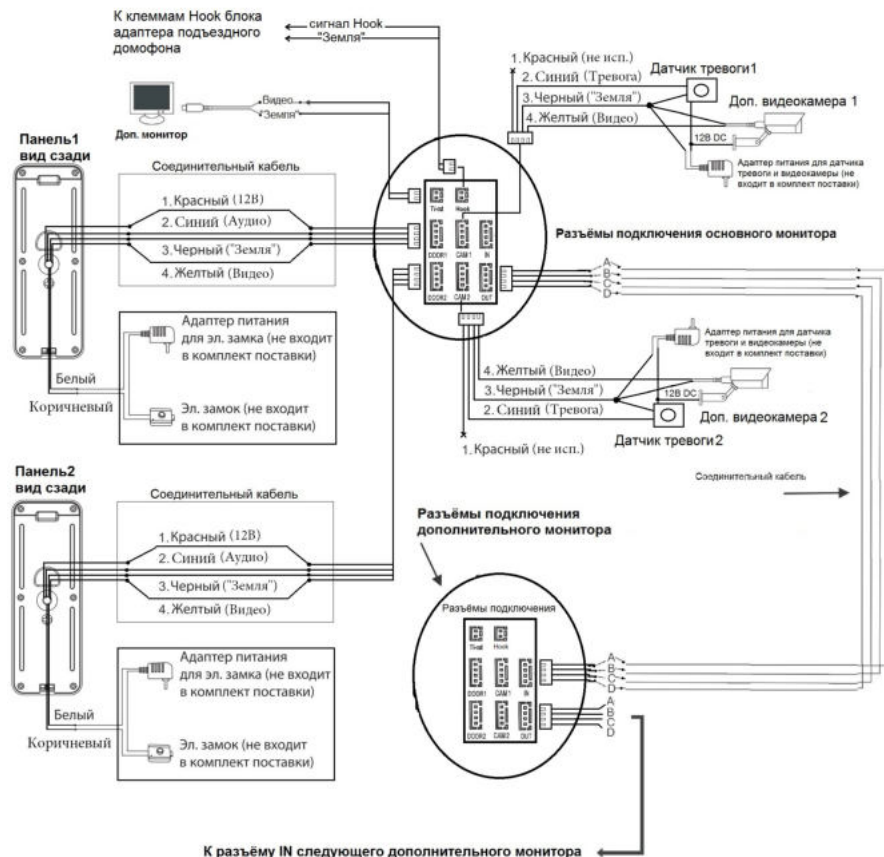 К клеммам Hook блока
адаптера подъездного
домофона
сигнал Hook
"Земля"
Видео
"Земля"
Доп. монитор
1. Красный (не исп.)
2. Синий (Тревога)
3. Черный ("Земля")
4. Желтый (Видео)
Датчик тревоги1
Доп. видеокамера 1
12В DC
Адаптер питания для датчика
тревоги и видеокамеры (не
входит в комплект поставки)
Панель1
вид сзади
Соединительный кабель
1. Красный (12В)
2. Синий (Аудио)
3. Черный ("Земля")
4. Желтый (Видео)
Hook
DOOR1 CAM 1 IN
DOOR2 CAM 2 OUT
Разъёмы подключения основного монитора
A
B
C
D
Адаптер питания
для эл. замка (не входит
в комплект поставки)
Белый
Коричневый
Эл. замок (не входит
в комплект поставки)
Адаптер питания для датчика
тревоги и видеокамеры (не
входит в комплект поставки)
4. Желтый (Видео)
3. Черный ("Земля")
2. Синий (Тревога)
1. Красный (не исп.)
12В DC
Доп. видеокамера 2
Датчик тревоги2
Соединительный кабель
Панель2
вид сзади
Соединительный кабель
1. Красный (12В)
2. Синий (Аудио)
3. Черный ("Земля")
4. Желтый (Видео)
Разъёмы подключения
дополнительного монитора
Разъёмы подключения
Hook
DOOR1 CAM 1 IN
DOOR2 CAM2 OUT
A
B
C
D
A
B
C
D
Адаптер питания
для эл. замка (не входит
в комплект поставки)
Белый
Коричневый
Эл. замок (не входит
в комплект поставки)
К разъёму IN следующего дополнительного монитора